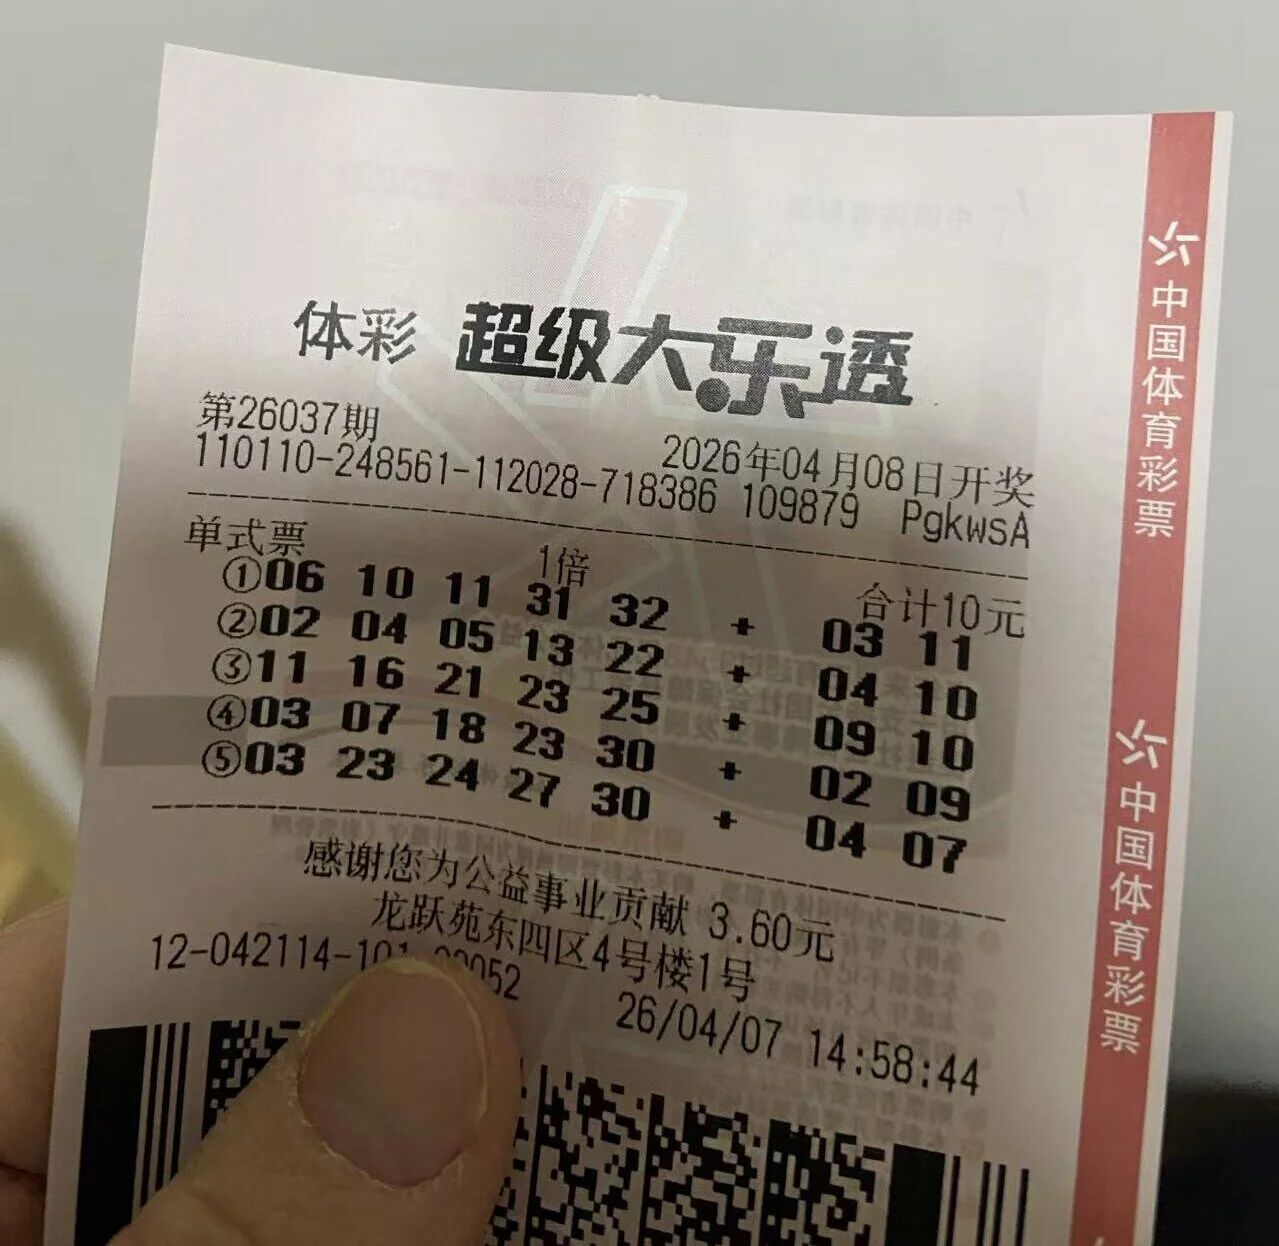 体彩 超级大乐透
第26037期 2026年04月08日开奖
110110-248561-112028-718386 109879 PgkwsA
单式票 1倍 合计10元
①06 10 11 31 32 + 03 11
②02 04 05 13 22 + 04 10
③11 16 21 23 25 + 09 10
④03 07 18 23 30 + 02 09
⑤03 23 24 27 30 + 04 07
感谢您为公益事业贡献 3.60元
龙跃苑东四区4号楼1号
12-042114-101 26/04/07 14:58:44
中国体育彩票
中国体育彩票